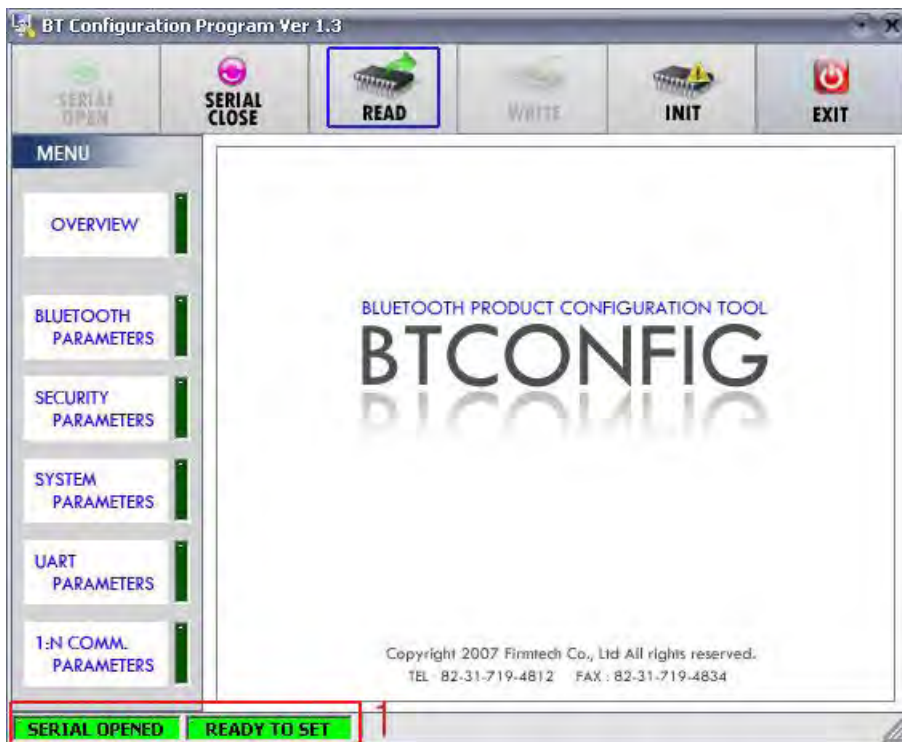 BT Configuration Program Ver 1.3
SERIAL
OPEN
SERIAL
CLOSE
READ
WRITE
INIT
EXIT
MENU
OVERVIEW
BLUETOOTH
PARAMETERS
SECURITY
PARAMETERS
SYSTEM
PARAMETERS
UART
PARAMETERS
1:N COMM.
PARAMETERS
BLUETOOTH PRODUCT CONFIGURATION TOOL
BTCONFIG
Copyright 2007 Firmtech Co., Ltd All rights reserved.
TEL : 82-31-719-4812 FAX : 82-31-719-4834
SERIAL OPENED
READY TO SET
1